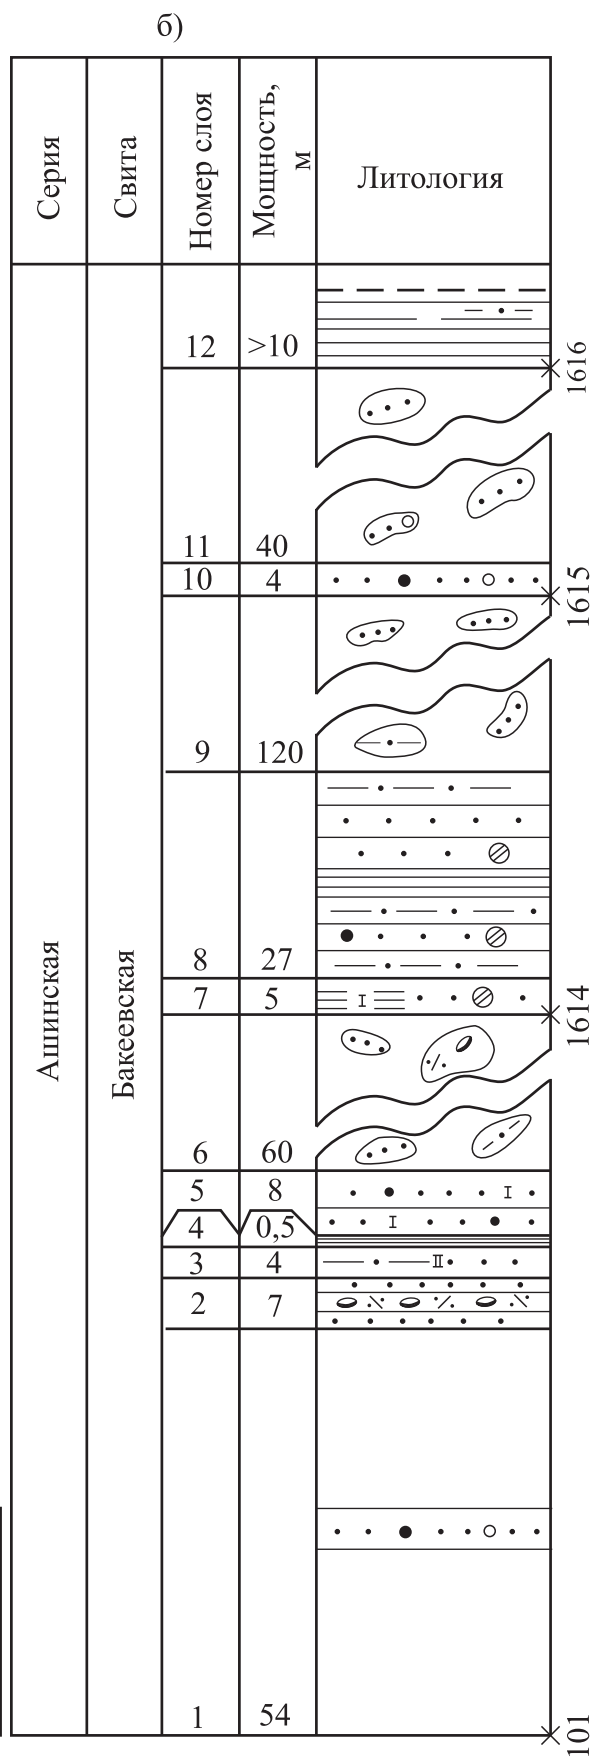 б)
Серия
Свита
Номер слоя
Мощность,
м
Литология
Ашинская
Бакеевская
12 >10
1616
11 40
10 4
1615
9 120
8 27
7 5
1614
6 60
5 8
4 0,5
3 4
2 7
1 54
101